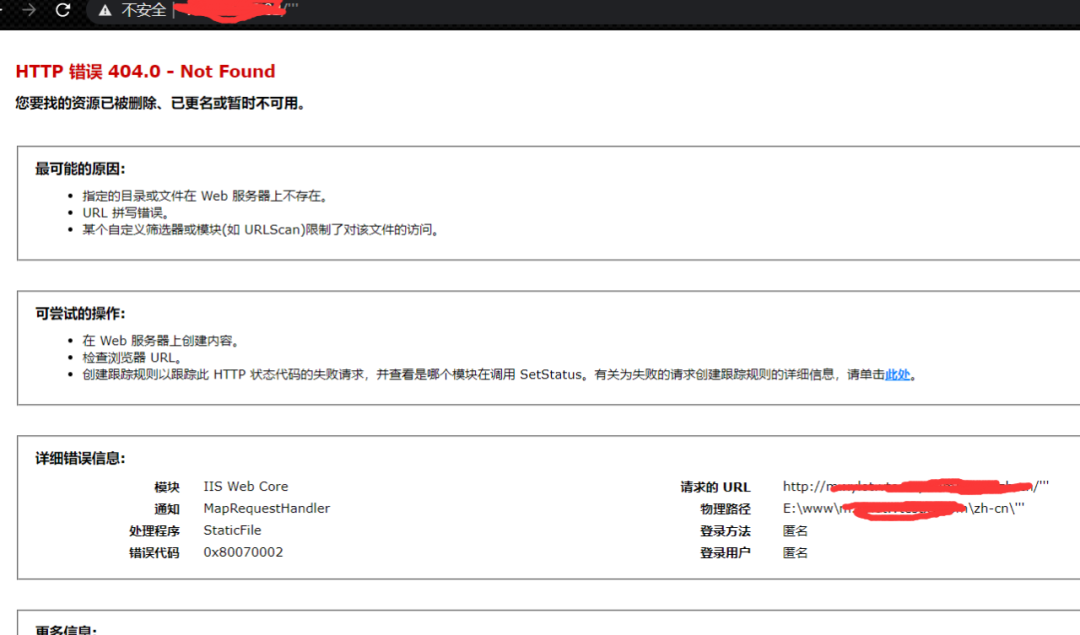 不安全
HTTP 错误 404.0 - Not Found
您要找的资源已被删除、已更名或暂时不可用。
最可能的原因:
• 指定的目录或文件在 Web 服务器上不存在。
• URL 拼写错误。
• 某个自定义筛选器或模块(如 URLScan)限制了对该文件的访问。
可尝试的操作:
• 在 Web 服务器上创建内容。
• 检查浏览器 URL。
• 创建跟踪规则以跟踪此 HTTP 状态代码的失败请求，并查看是哪个模块在调用 SetStatus。有关为失败的请求创建跟踪规则的详细信息，请单击此处。
详细错误信息:
模块 IIS Web Core
通知 MapRequestHandler
处理程序 StaticFile
错误代码 0x80070002
请求的 URL http:// /'''
物理路径 E:\www\ \zh-cn\'''
登录方法 匿名
登录用户 匿名
更多信息: